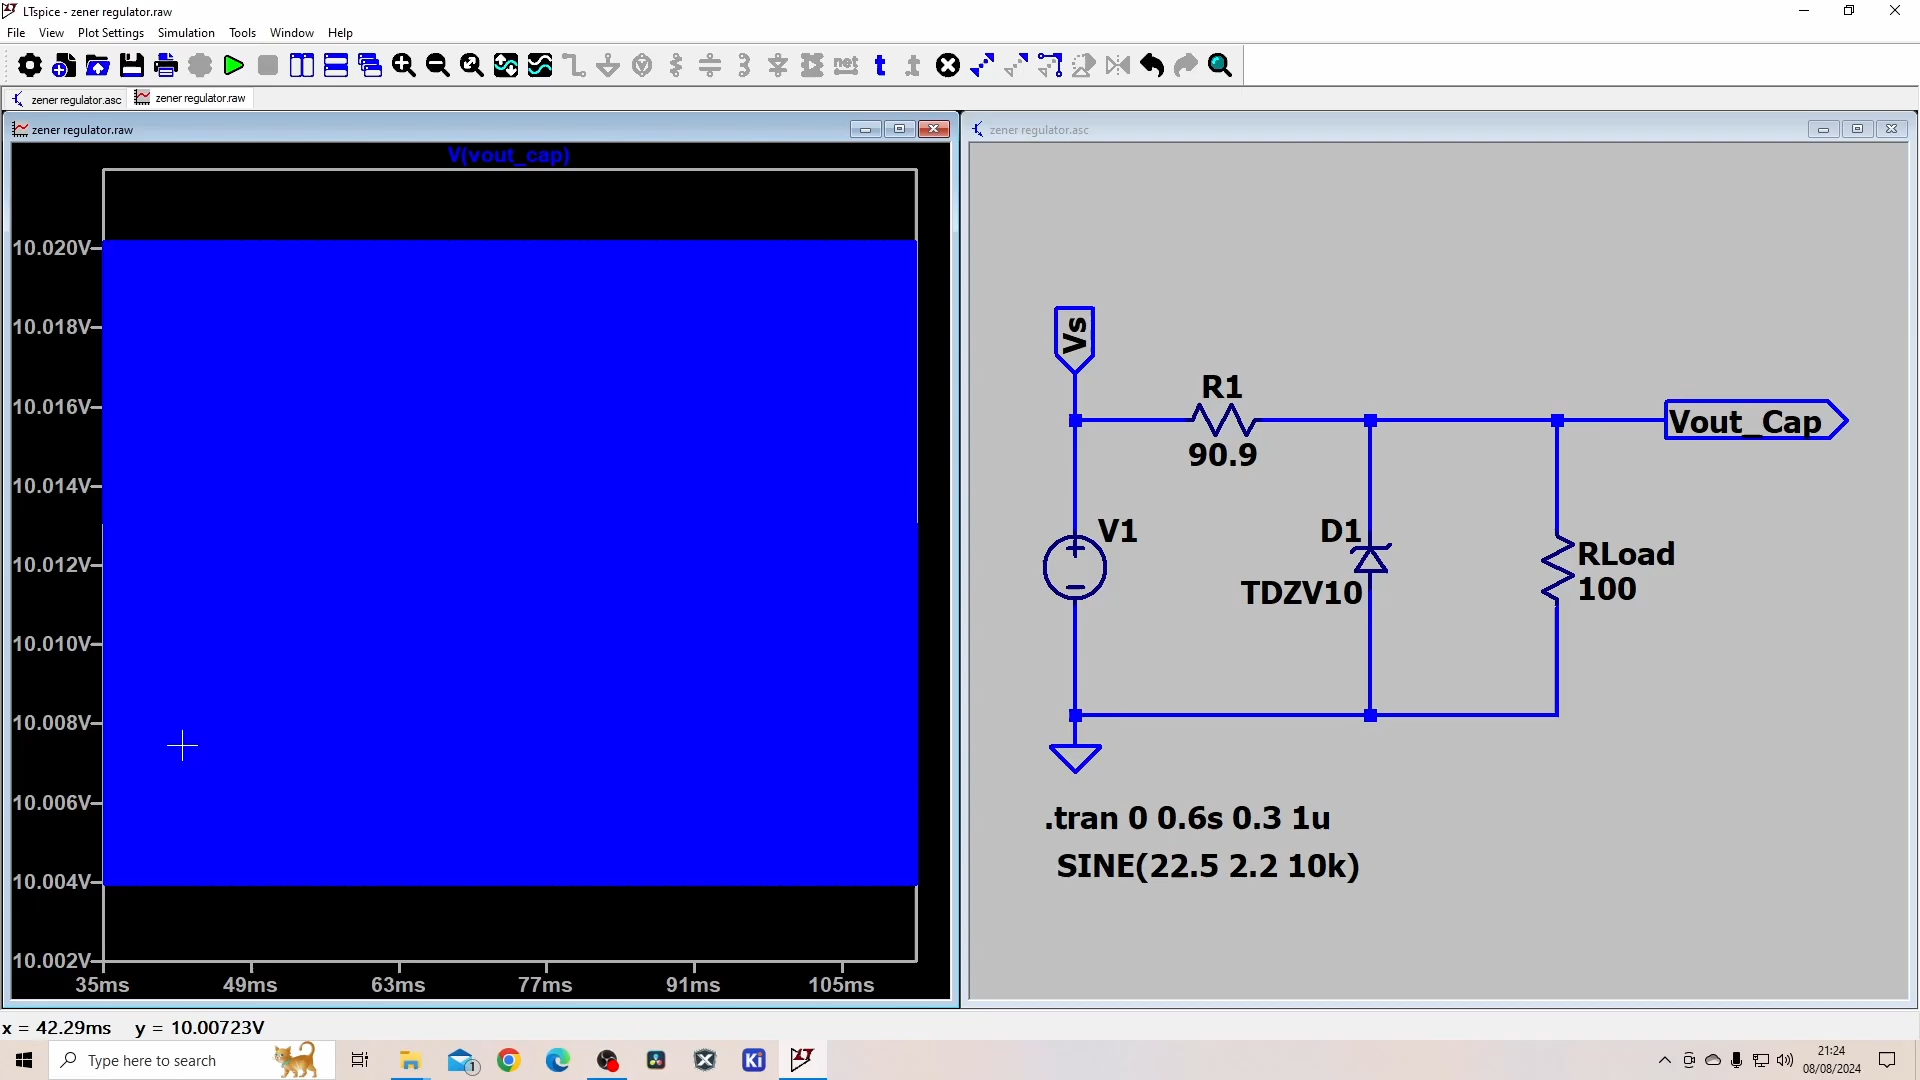 LTspice - zener regulator.raw
File View Plot Settings Simulation Tools Window Help
net t .t
zener regulator.asc zener regulator.raw
zener regulator.raw
V(vout_cap)
10.020V
10.018V
10.016V
10.014V
10.012V
10.010V
10.008V
10.006V
10.004V
10.002V
35ms 49ms 63ms 77ms 91ms 105ms
zener regulator.asc
Vs
R1
90.9
Vout_Cap
V1
D1
TDZV10
RLoad
100
.tran 0 0.6s 0.3 1u
SINE(22.5 2.2 10k)
x = 42.29ms y = 10.00723V
Type here to search
1
Ki
21:24
08/08/2024